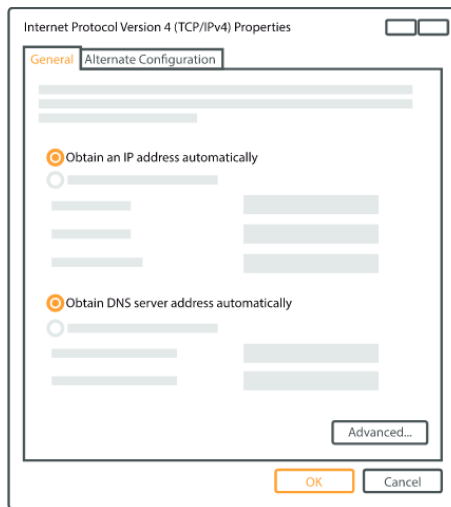 Internet Protocol Version 4 (TCP/IPv4) Properties
General Alternate Configuration
Obtain an IP address automatically
Obtain DNS server address automatically
Advanced...
OK Cancel